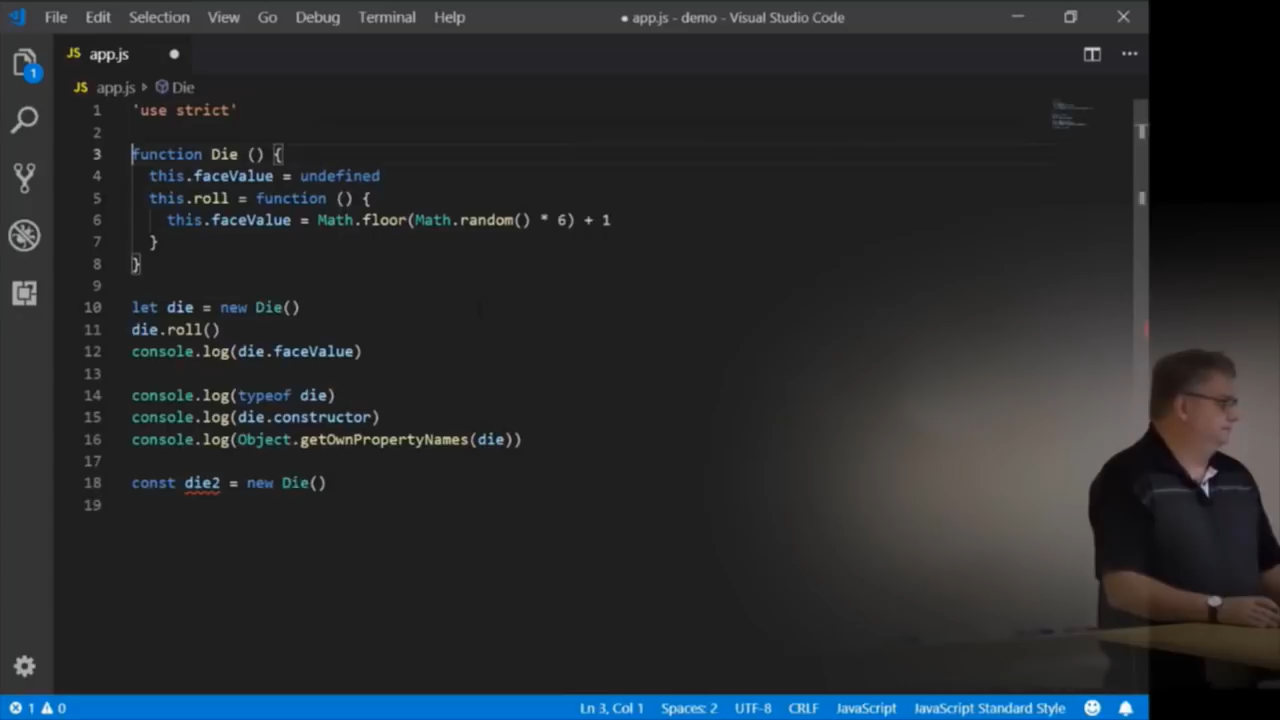 File Edit Selection View Go Debug Terminal Help ● app.js - demo - Visual Studio Code
JS app.js ●
1
JS app.js Die
1 'use strict'
2
3 function Die () {
4 this.faceValue = undefined
5 this.roll = function () {
6 this.faceValue = Math.floor(Math.random() * 6) + 1
7 }
8 }
9
10 let die = new Die()
11 die.roll()
12 console.log(die.faceValue)
13
14 console.log(typeof die)
15 console.log(die.constructor)
16 console.log(Object.getOwnPropertyNames(die))
17
18 const die2 = new Die()
19
1 0 Ln 3, Col 1 Spaces: 2 UTF-8 CRLF JavaScript JavaScript Standard Style